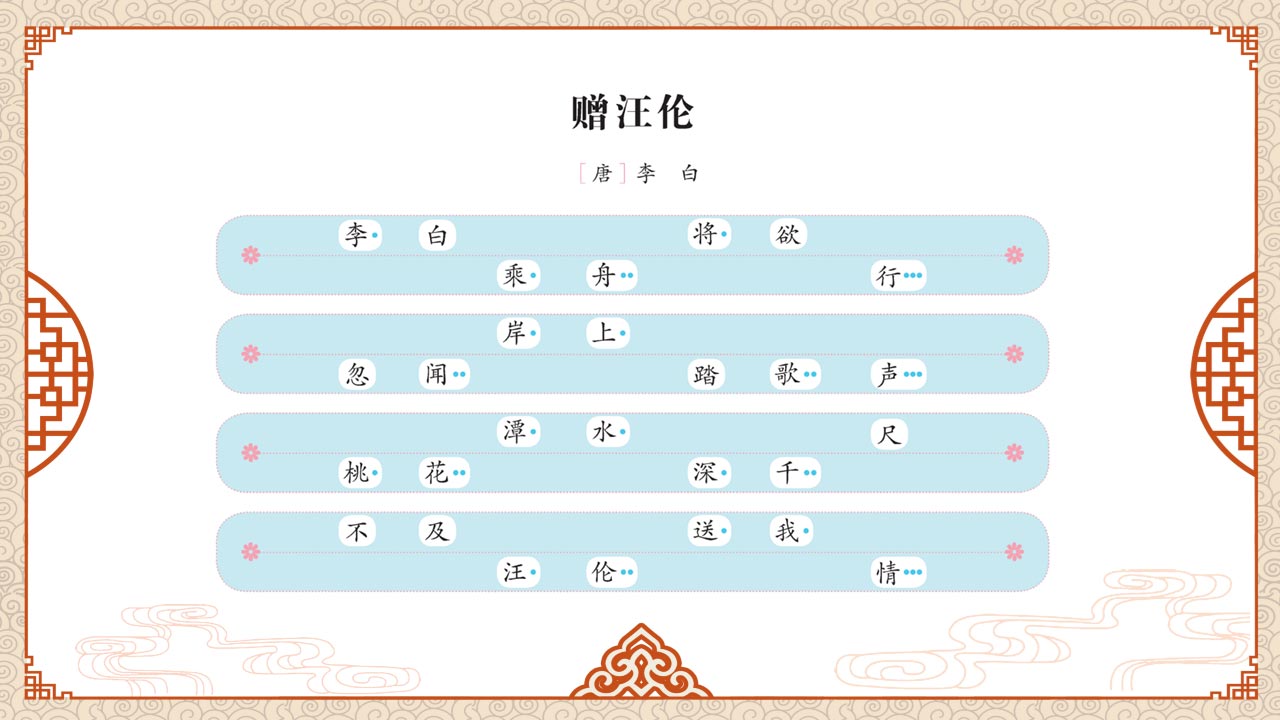 赠汪伦
[唐]李 白
李白乘舟将欲行
忽闻岸上踏歌声
桃花潭水深千尺
不及汪伦送我情